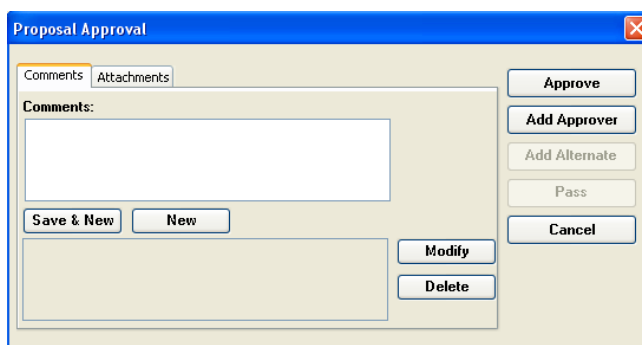 Proposal Approval
Comments
Attachments
Comments:
Save & New
New
Modify
Delete
Approve
Add Approver
Add Alternate
Pass
Cancel